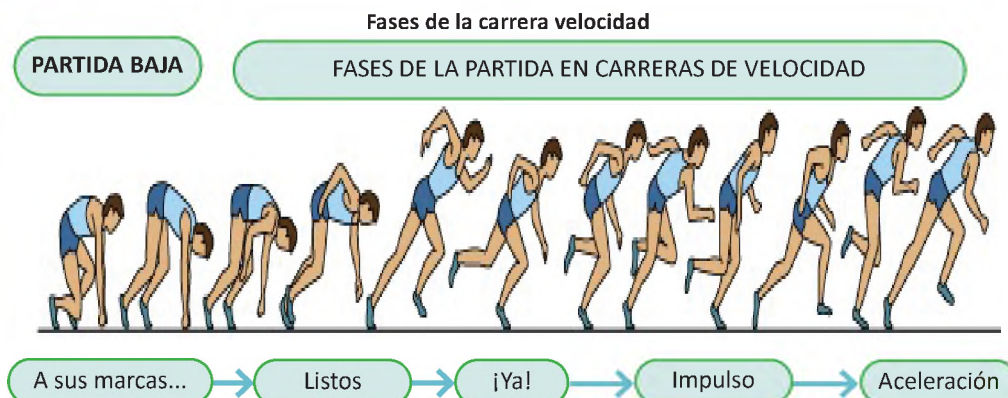 Fases de la carrera velocidad
PARTIDA BAJA
FASES DE LA PARTIDA EN CARRERAS DE VELOCIDAD
A sus marcas...
Listos
¡Ya!
Impulso
Aceleración